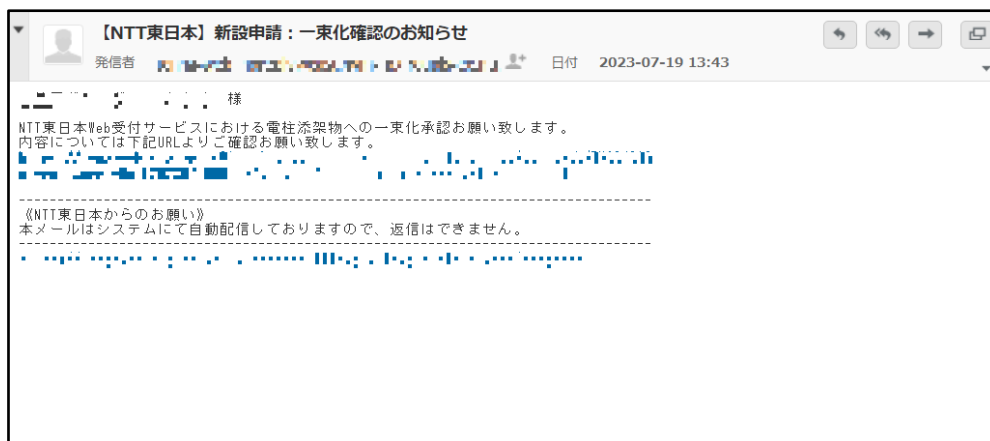 【NTT東日本】新設申請：一束化確認のお知らせ
発信者 日付 2023-07-19 13:43
様
NTT東日本Web受付サービスにおける電柱添架物への一束化承認お願い致します。
内容については下記URLよりご確認お願い致します。
------------------------------------------------------------------------------
《NTT東日本からのお願い》
本メールはシステムにて自動配信しておりますので、返信はできません。
------------------------------------------------------------------------------